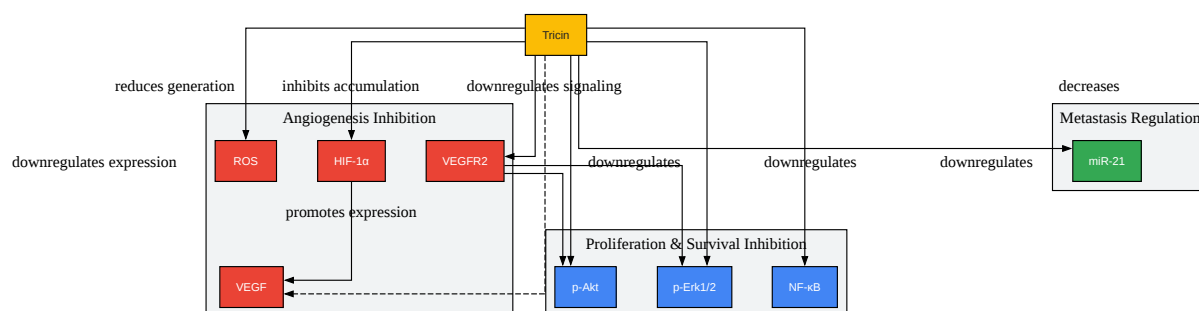 Tricin
reduces generation
inhibits accumulation
downregulates signaling
decreases
Angiogenesis Inhibition
Metastasis Regulation
downregulates expression
ROS
HIF-1α
VEGFR2
downregulates
downregulates
downregulates
miR-21
promotes expression
Proliferation & Survival Inhibition
VEGF
p-Akt
p-Erk1/2
NF-κB